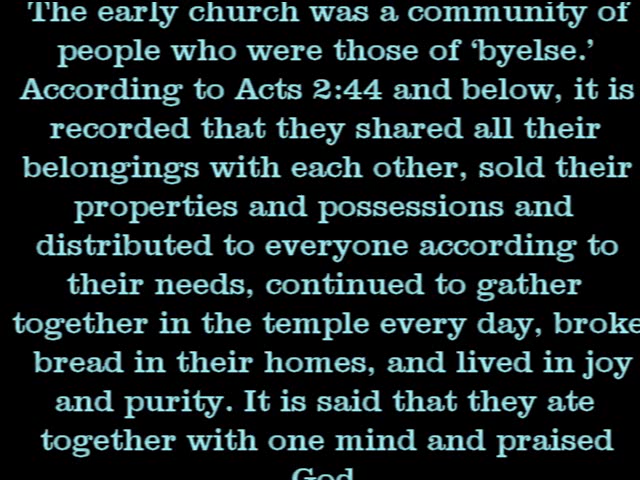 The early church was a community of
people who were those of ‘byelse.’
According to Acts 2:44 and below, it is
recorded that they shared all their
belongings with each other, sold their
properties and possessions and
distributed to everyone according to
their needs, continued to gather
together in the temple every day, broke
bread in their homes, and lived in joy
and purity. It is said that they ate
together with one mind and praised
God